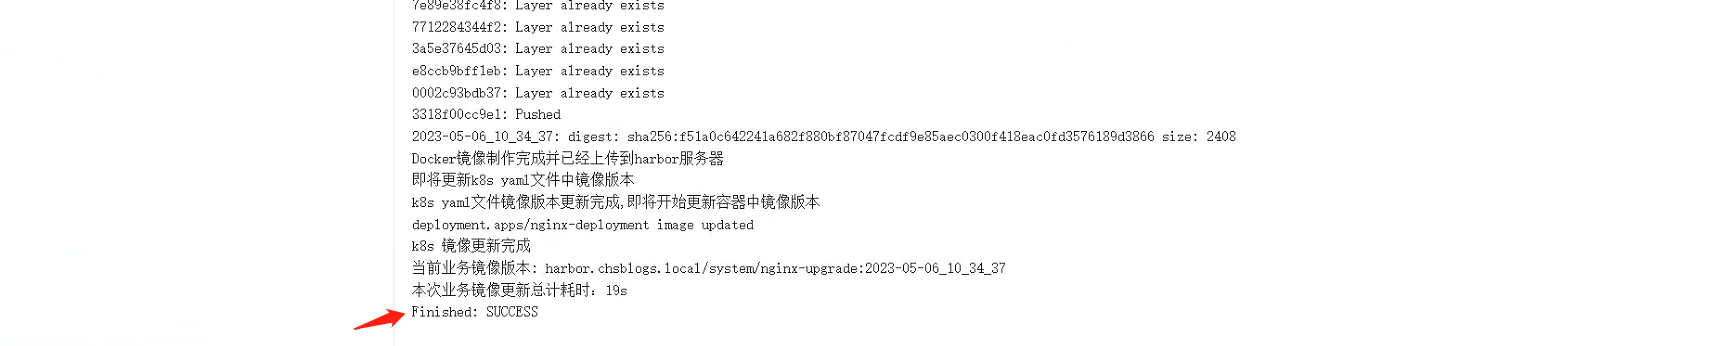 7e89e38fc4f8: Layer already exists
7712284344f2: Layer already exists
3a5e37645d03: Layer already exists
e8ccb9bff1eb: Layer already exists
0002c93bdb37: Layer already exists
3318f00cc9e1: Pushed
2023-05-06_10_34_37: digest: sha256:f51a0c642241a682f880bf87047fcdf9e85aec0300f418eac0fd3576189d3866 size: 2408
Docker镜像制作完成并已经上传到harbor服务器
即将更新k8s yaml文件中镜像版本
k8s yaml文件镜像版本更新完成,即将开始更新容器中镜像版本
deployment.apps/nginx-deployment image updated
k8s 镜像更新完成
当前业务镜像版本: harbor.chsblogs.local/system/nginx-upgrade:2023-05-06_10_34_37
本次业务镜像更新总计耗时：19s
Finished: SUCCESS